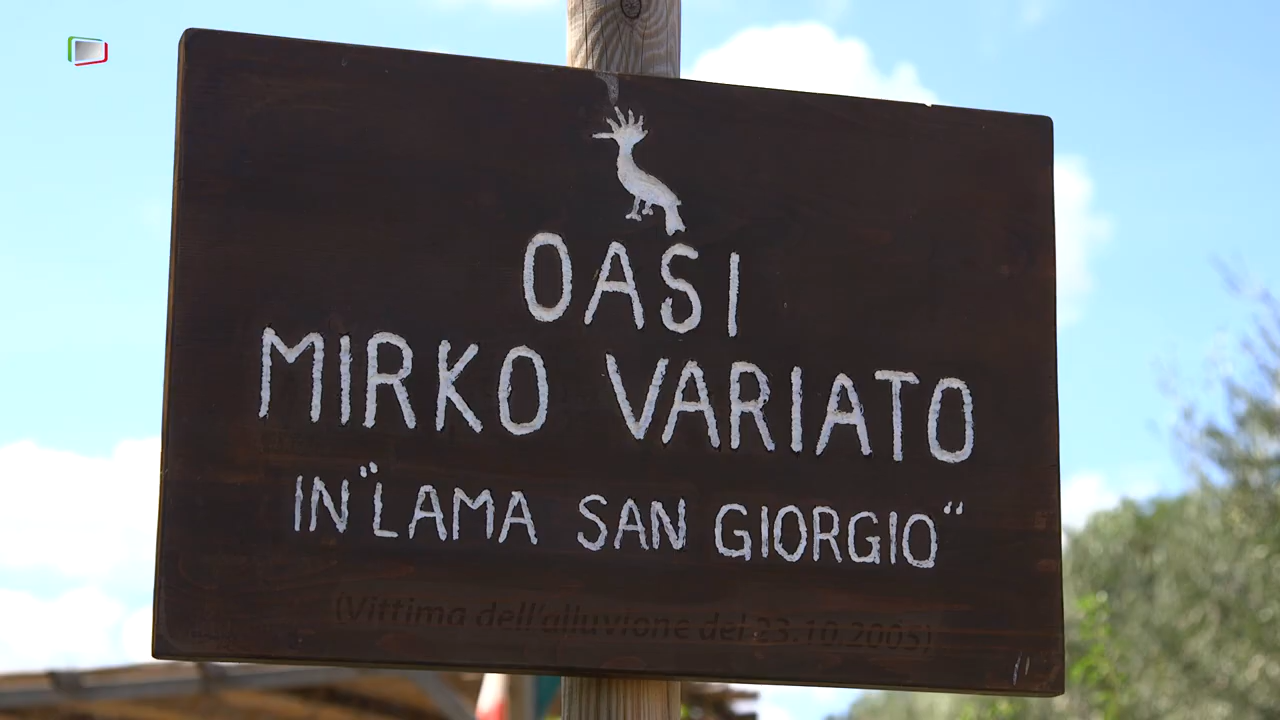 OASI
MIRKO VARIATO
IN "LAMA SAN GIORGIO"
(Vittima dell'alluvione del 23.10.2005)